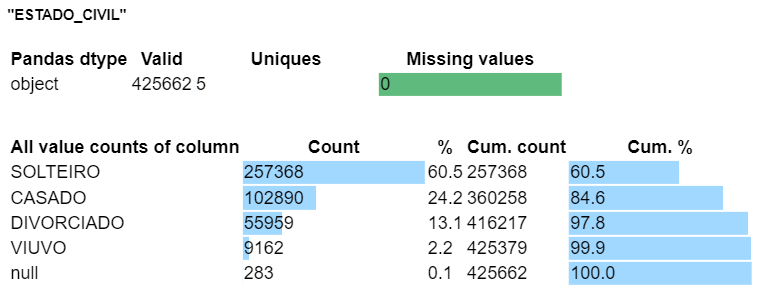 "ESTADO_CIVIL"
Pandas dtype Valid Uniques Missing values
object 425662 5 0
All value counts of column Count % Cum. count Cum. %
SOLTEIRO 257368 60.5 257368 60.5
CASADO 102890 24.2 360258 84.6
DIVORCIADO 55959 13.1 416217 97.8
VIUVO 9162 2.2 425379 99.9
null 283 0.1 425662 100.0